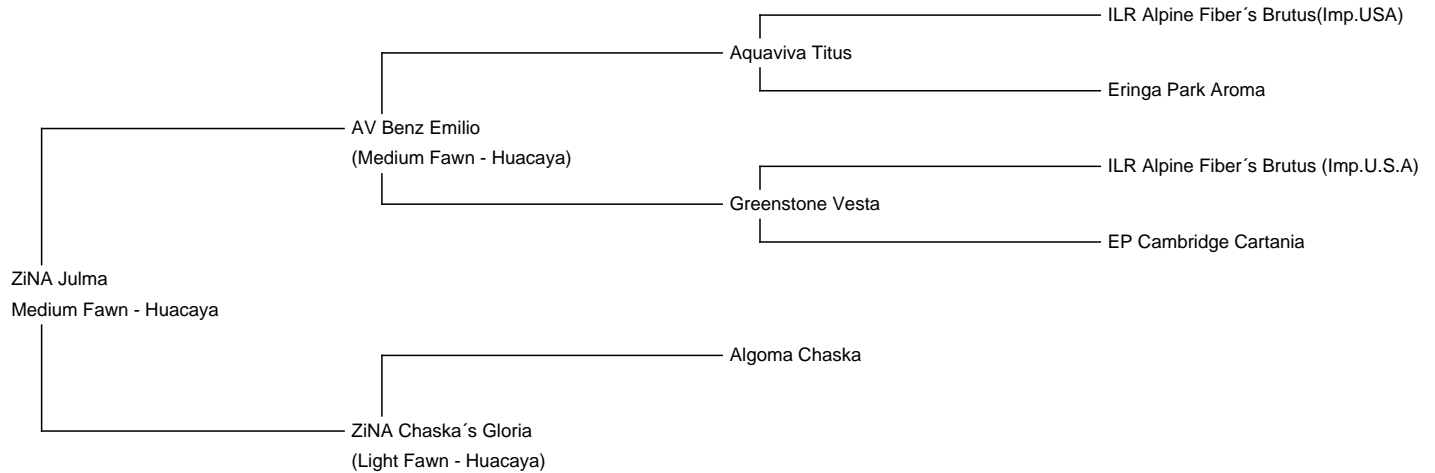 ILR Alpine Fiber´s Brutus(Imp.USA)
Aquaviva Titus
Eringa Park Aroma
AV Benz Emilio
(Medium Fawn - Huacaya)
ILR Alpine Fiber´s Brutus (Imp.U.S.A)
Greenstone Vesta
EP Cambridge Cartania
ZiNA Julma
Medium Fawn - Huacaya
Algoma Chaska
ZiNA Chaska´s Gloria
(Light Fawn - Huacaya)